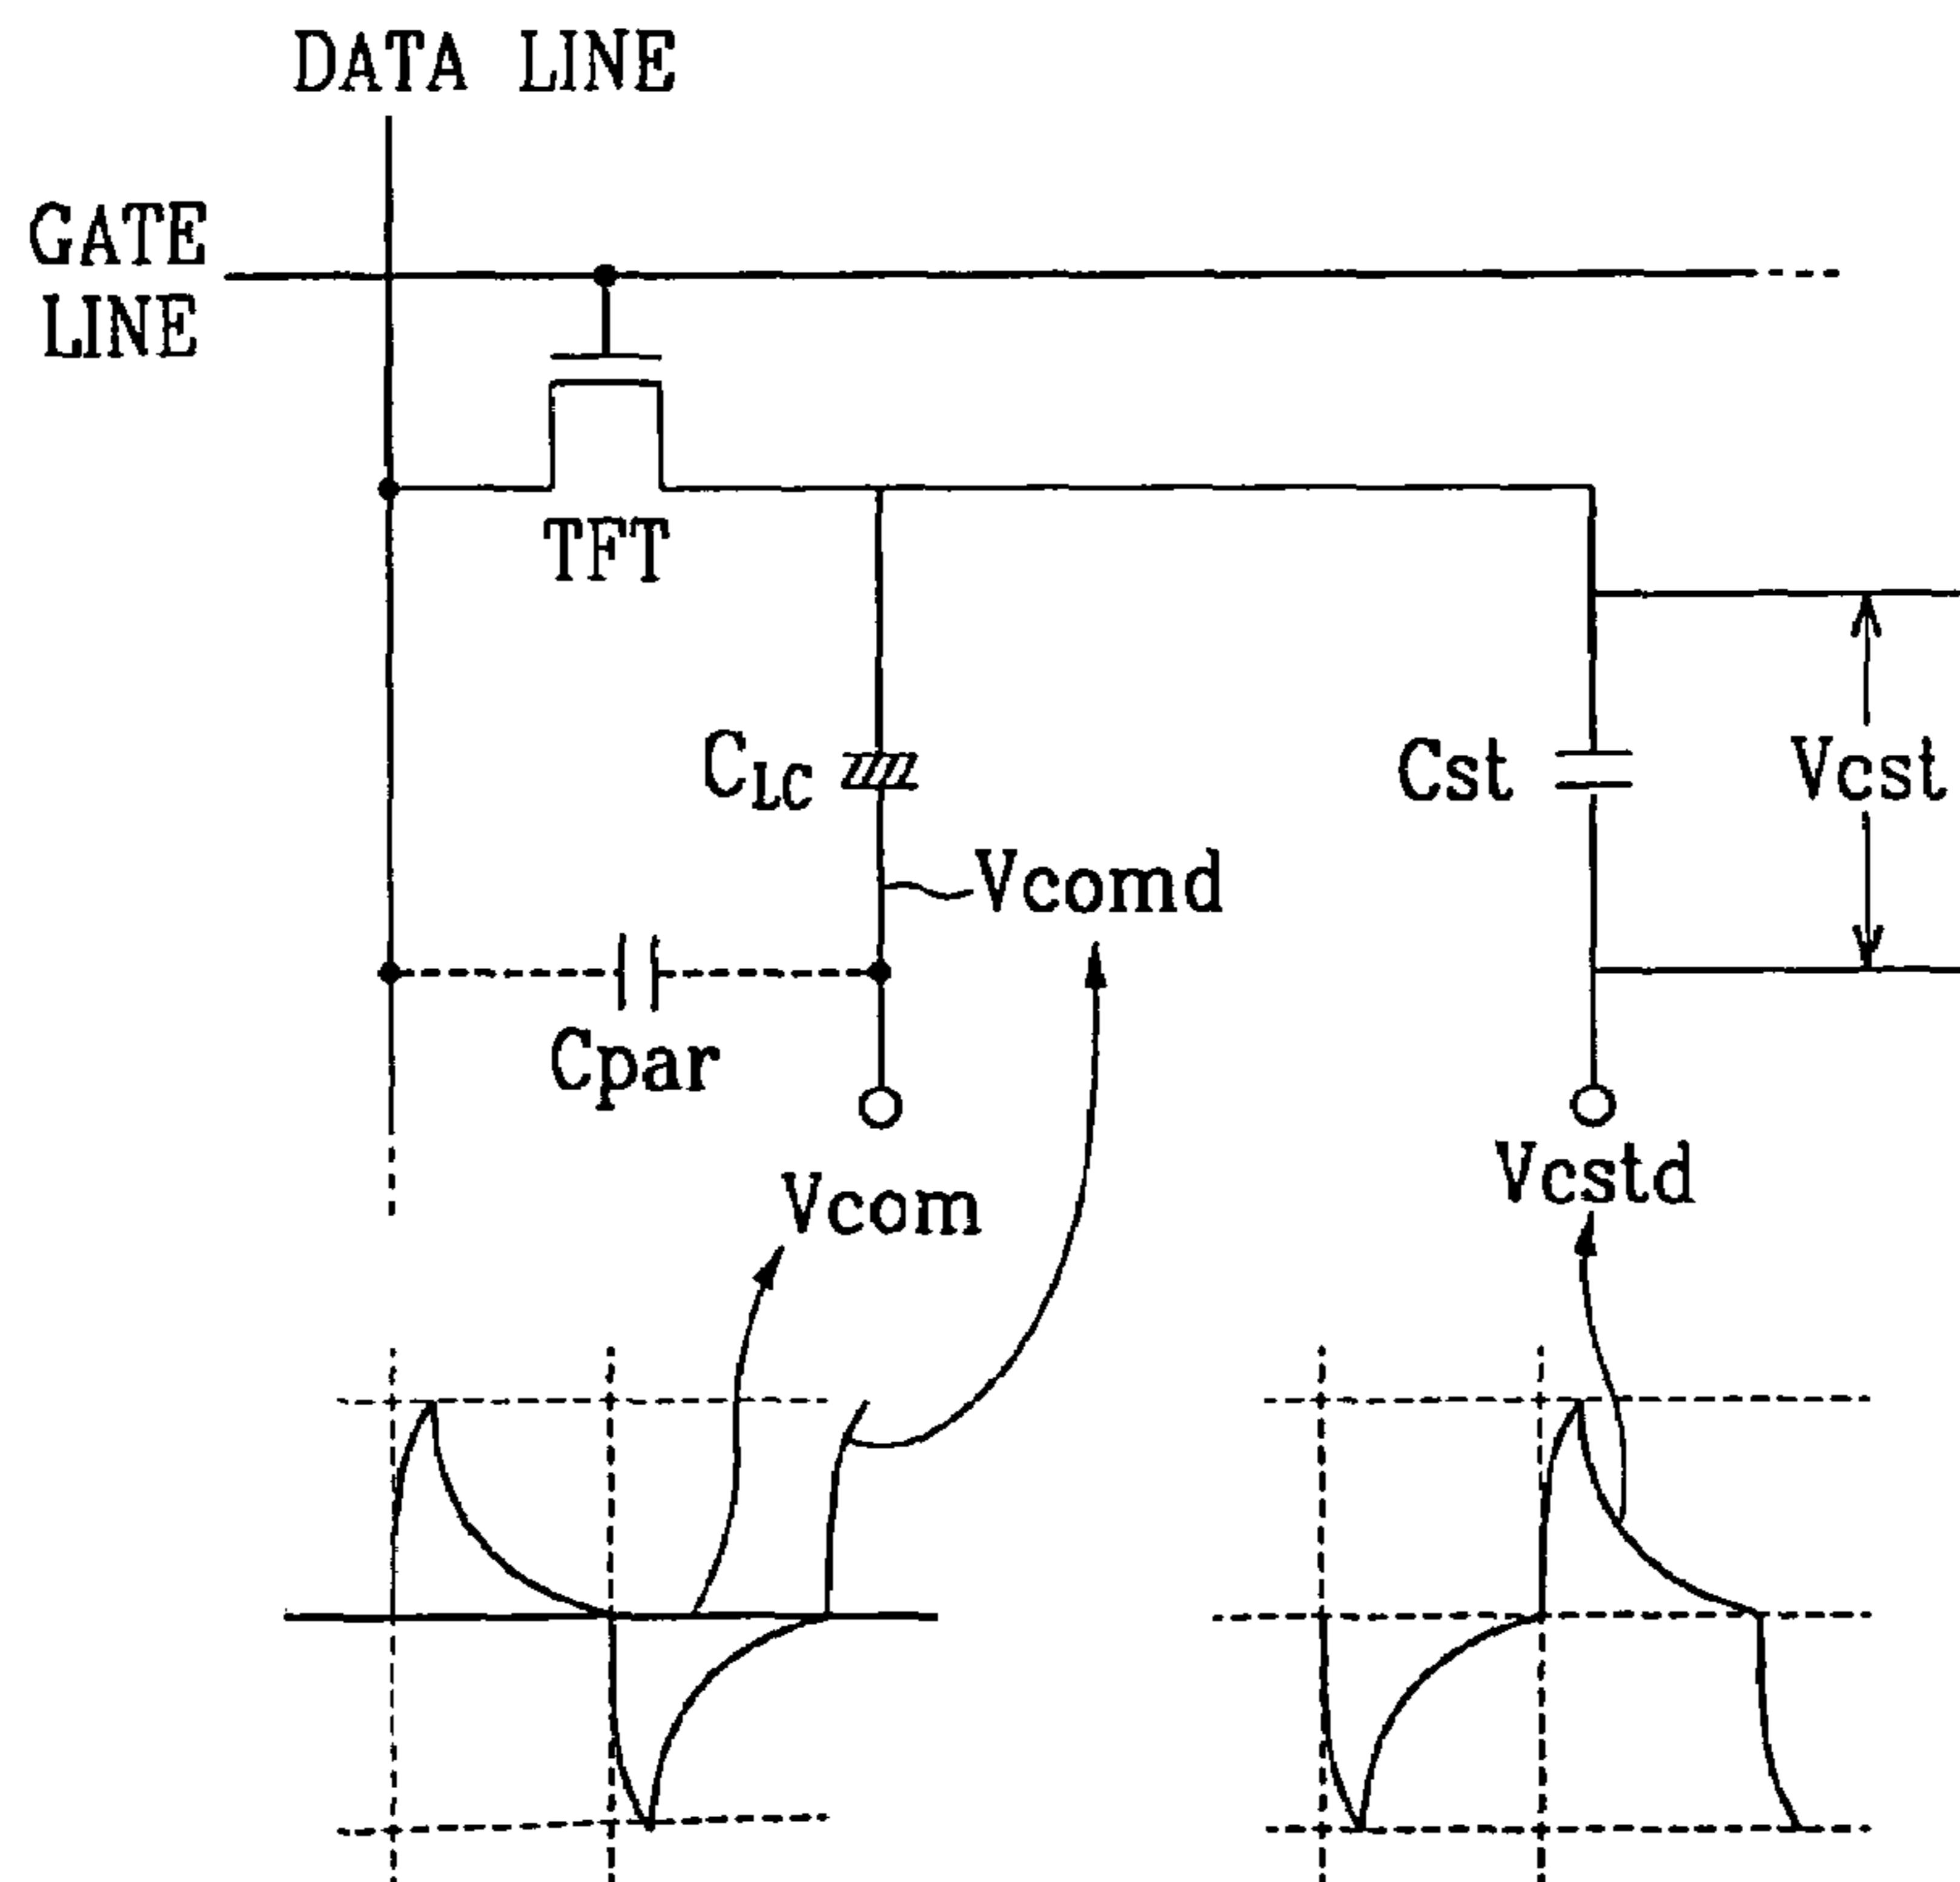 DATA LINE
GATE
LINE
TFT
CLC
Cst
Vcst
Vcomd
Cpar
Vcom
Vcstd